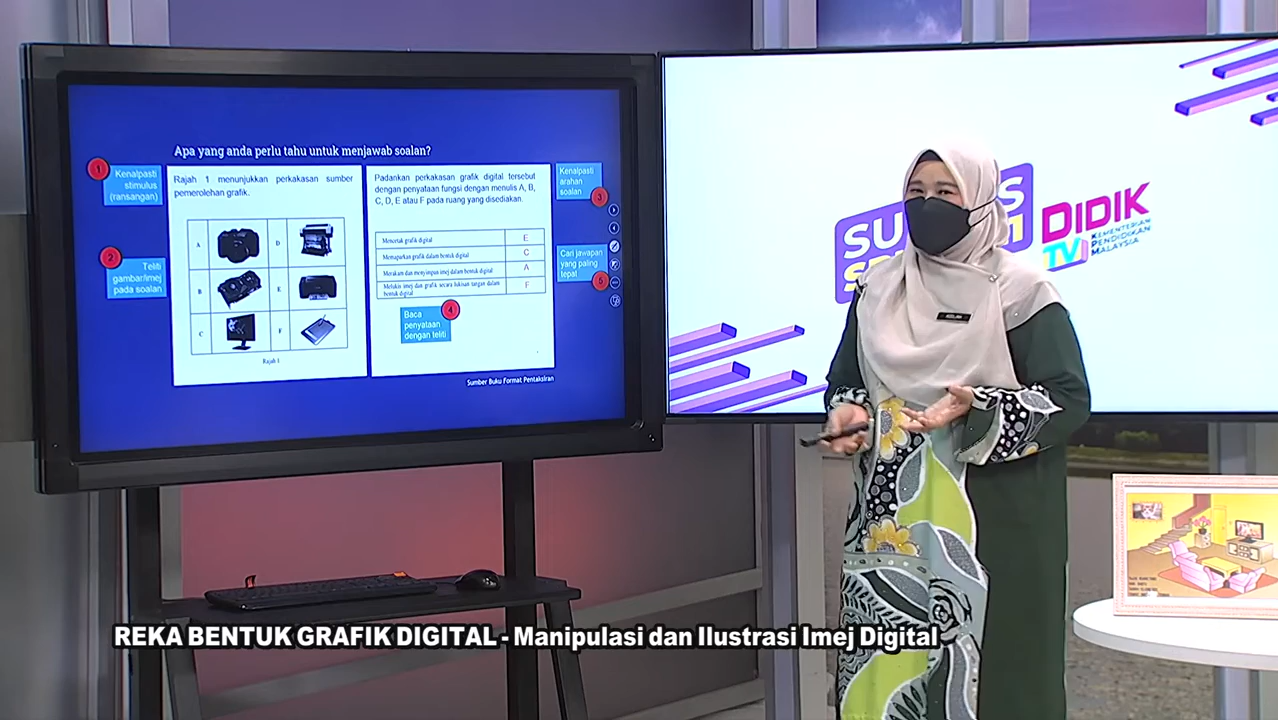 Apa yang anda perlu tahu untuk menjawab soalan?
1
Kenalpasti
stimulus
(ransangan)
2
Teliti
gambar/imej
pada soalan
Rajah 1 menunjukkan perkakasan sumber
pemerolehan grafik.
A
D
B
E
C
F
Rajah 1
Padankan perkakasan grafik digital tersebut
dengan penyataan fungsi dengan menulis A, B,
C, D, E atau F pada ruang yang disediakan.
Mencetak grafik digital E
Memaparkan grafik dalam bentuk digital C
Merakam dan menyimpan imej dalam bentuk digital A
Melukis imej dan grafik secara lukisan tangan dalam
bentuk digital F
4
Baca
penyataan
dengan teliti
Kenalpasti
arahan
soalan
3
Cari jawapan
yang paling
tepat
5
Sumber Buku Format Pentaksiran
DIDIK
TV
KEMENTERIAN
PENDIDIKAN
MALAYSIA
REKA BENTUK GRAFIK DIGITAL - Manipulasi dan Ilustrasi Imej Digital